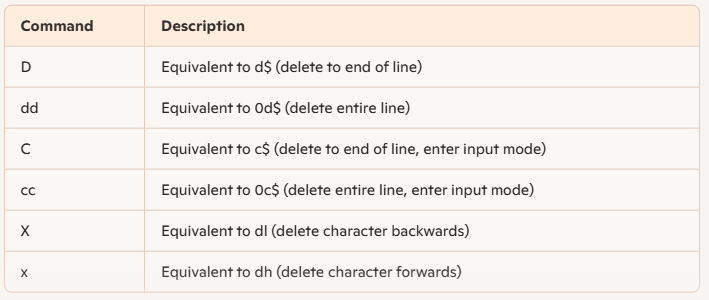 Command Description
D Equivalent to d$ (delete to end of line)
dd Equivalent to 0d$ (delete entire line)
C Equivalent to c$ (delete to end of line, enter input mode)
cc Equivalent to 0c$ (delete entire line, enter input mode)
X Equivalent to dl (delete character backwards)
x Equivalent to dh (delete character forwards)